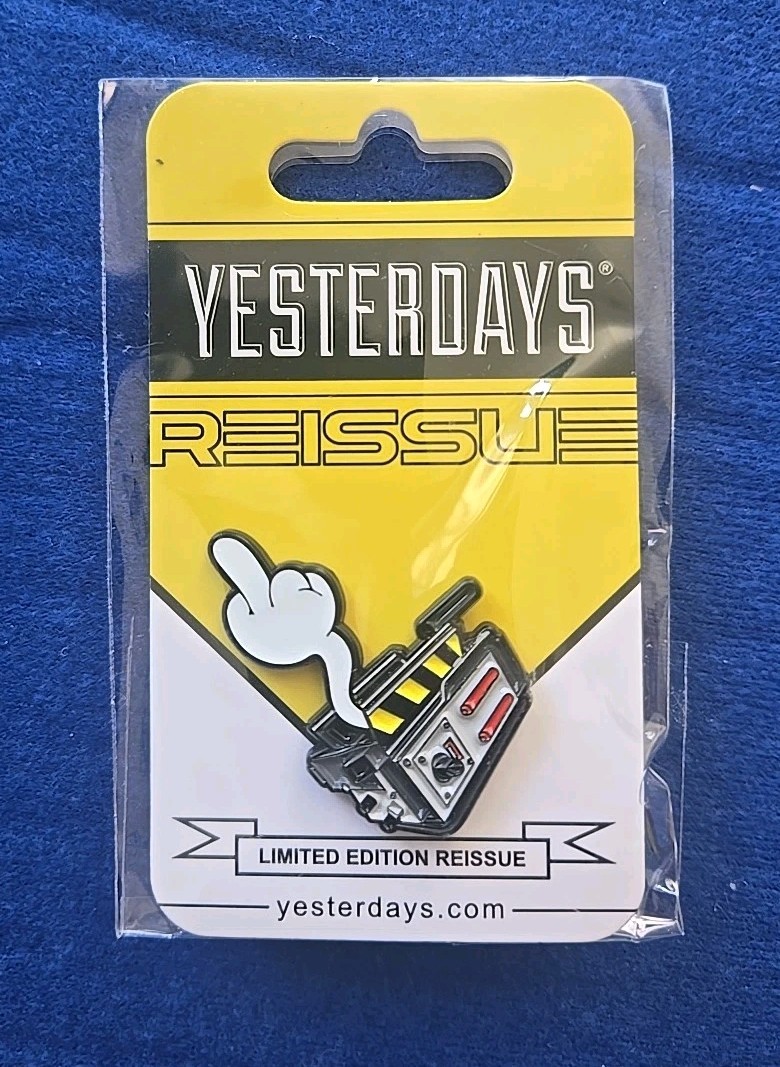 YESTERDAYS®
REISSUE
LIMITED EDITION REISSUE
yesterdays.com